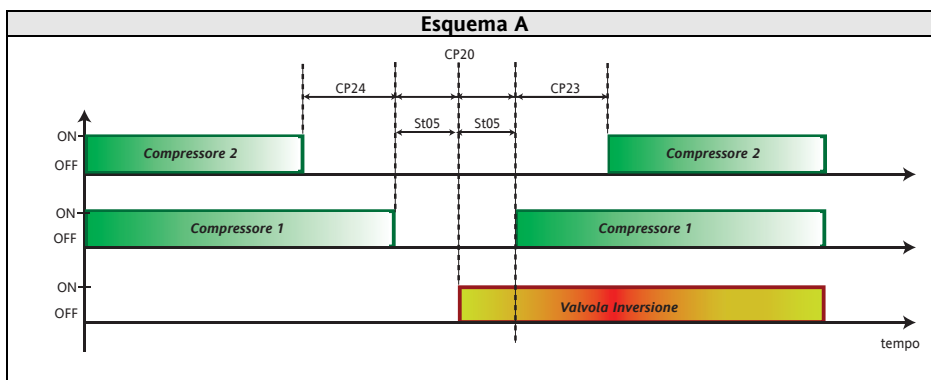 Esquema A
CP20
CP24
CP23
St05
St05
ON
OFF
Compressore 2
Compressore 2
ON
OFF
Compressore 1
Compressore 1
ON
OFF
Valvola Inversione
tempo